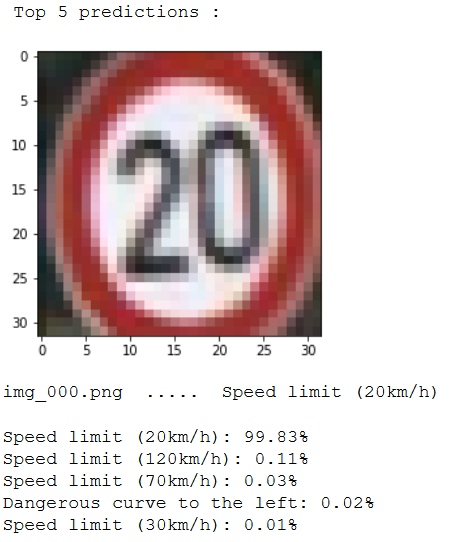 Top 5 predictions :
0
5
10
15
20
25
30
20
0 5 10 15 20 25 30
img_000.png ..... Speed limit (20km/h)
Speed limit (20km/h): 99.83%
Speed limit (120km/h): 0.11%
Speed limit (70km/h): 0.03%
Dangerous curve to the left: 0.02%
Speed limit (30km/h): 0.01%